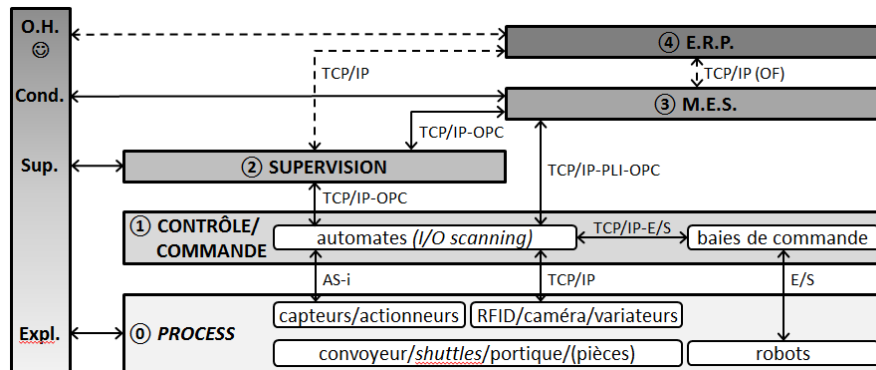 O.H.
☺
④ E.R.P.
TCP/IP
TCP/IP (OF)
Cond.
③ M.E.S.
TCP/IP-OPC
Sup.
② SUPERVISION
TCP/IP-PLI-OPC
TCP/IP-OPC
① CONTRÔLE/
COMMANDE
automates (I/O scanning)
TCP/IP-E/S
baies de commande
AS-i
TCP/IP
E/S
Expl.
⓪ PROCESS
capteurs/actionneurs
RFID/caméra/variateurs
convoyeur/shuttles/portique/(pièces)
robots